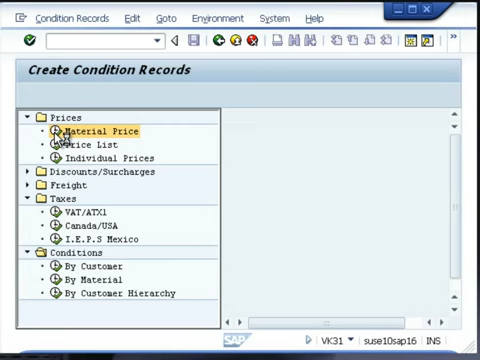 Condition Records Edit Goto Environment System Help
Create Condition Records
Prices
Material Price
Price List
Individual Prices
Discounts/Surcharges
Freight
Taxes
VAT/ATX1
Canada/USA
I.E.P.S Mexico
Conditions
By Customer
By Material
By Customer Hierarchy
SAP
VK31 suse10sap16 INS